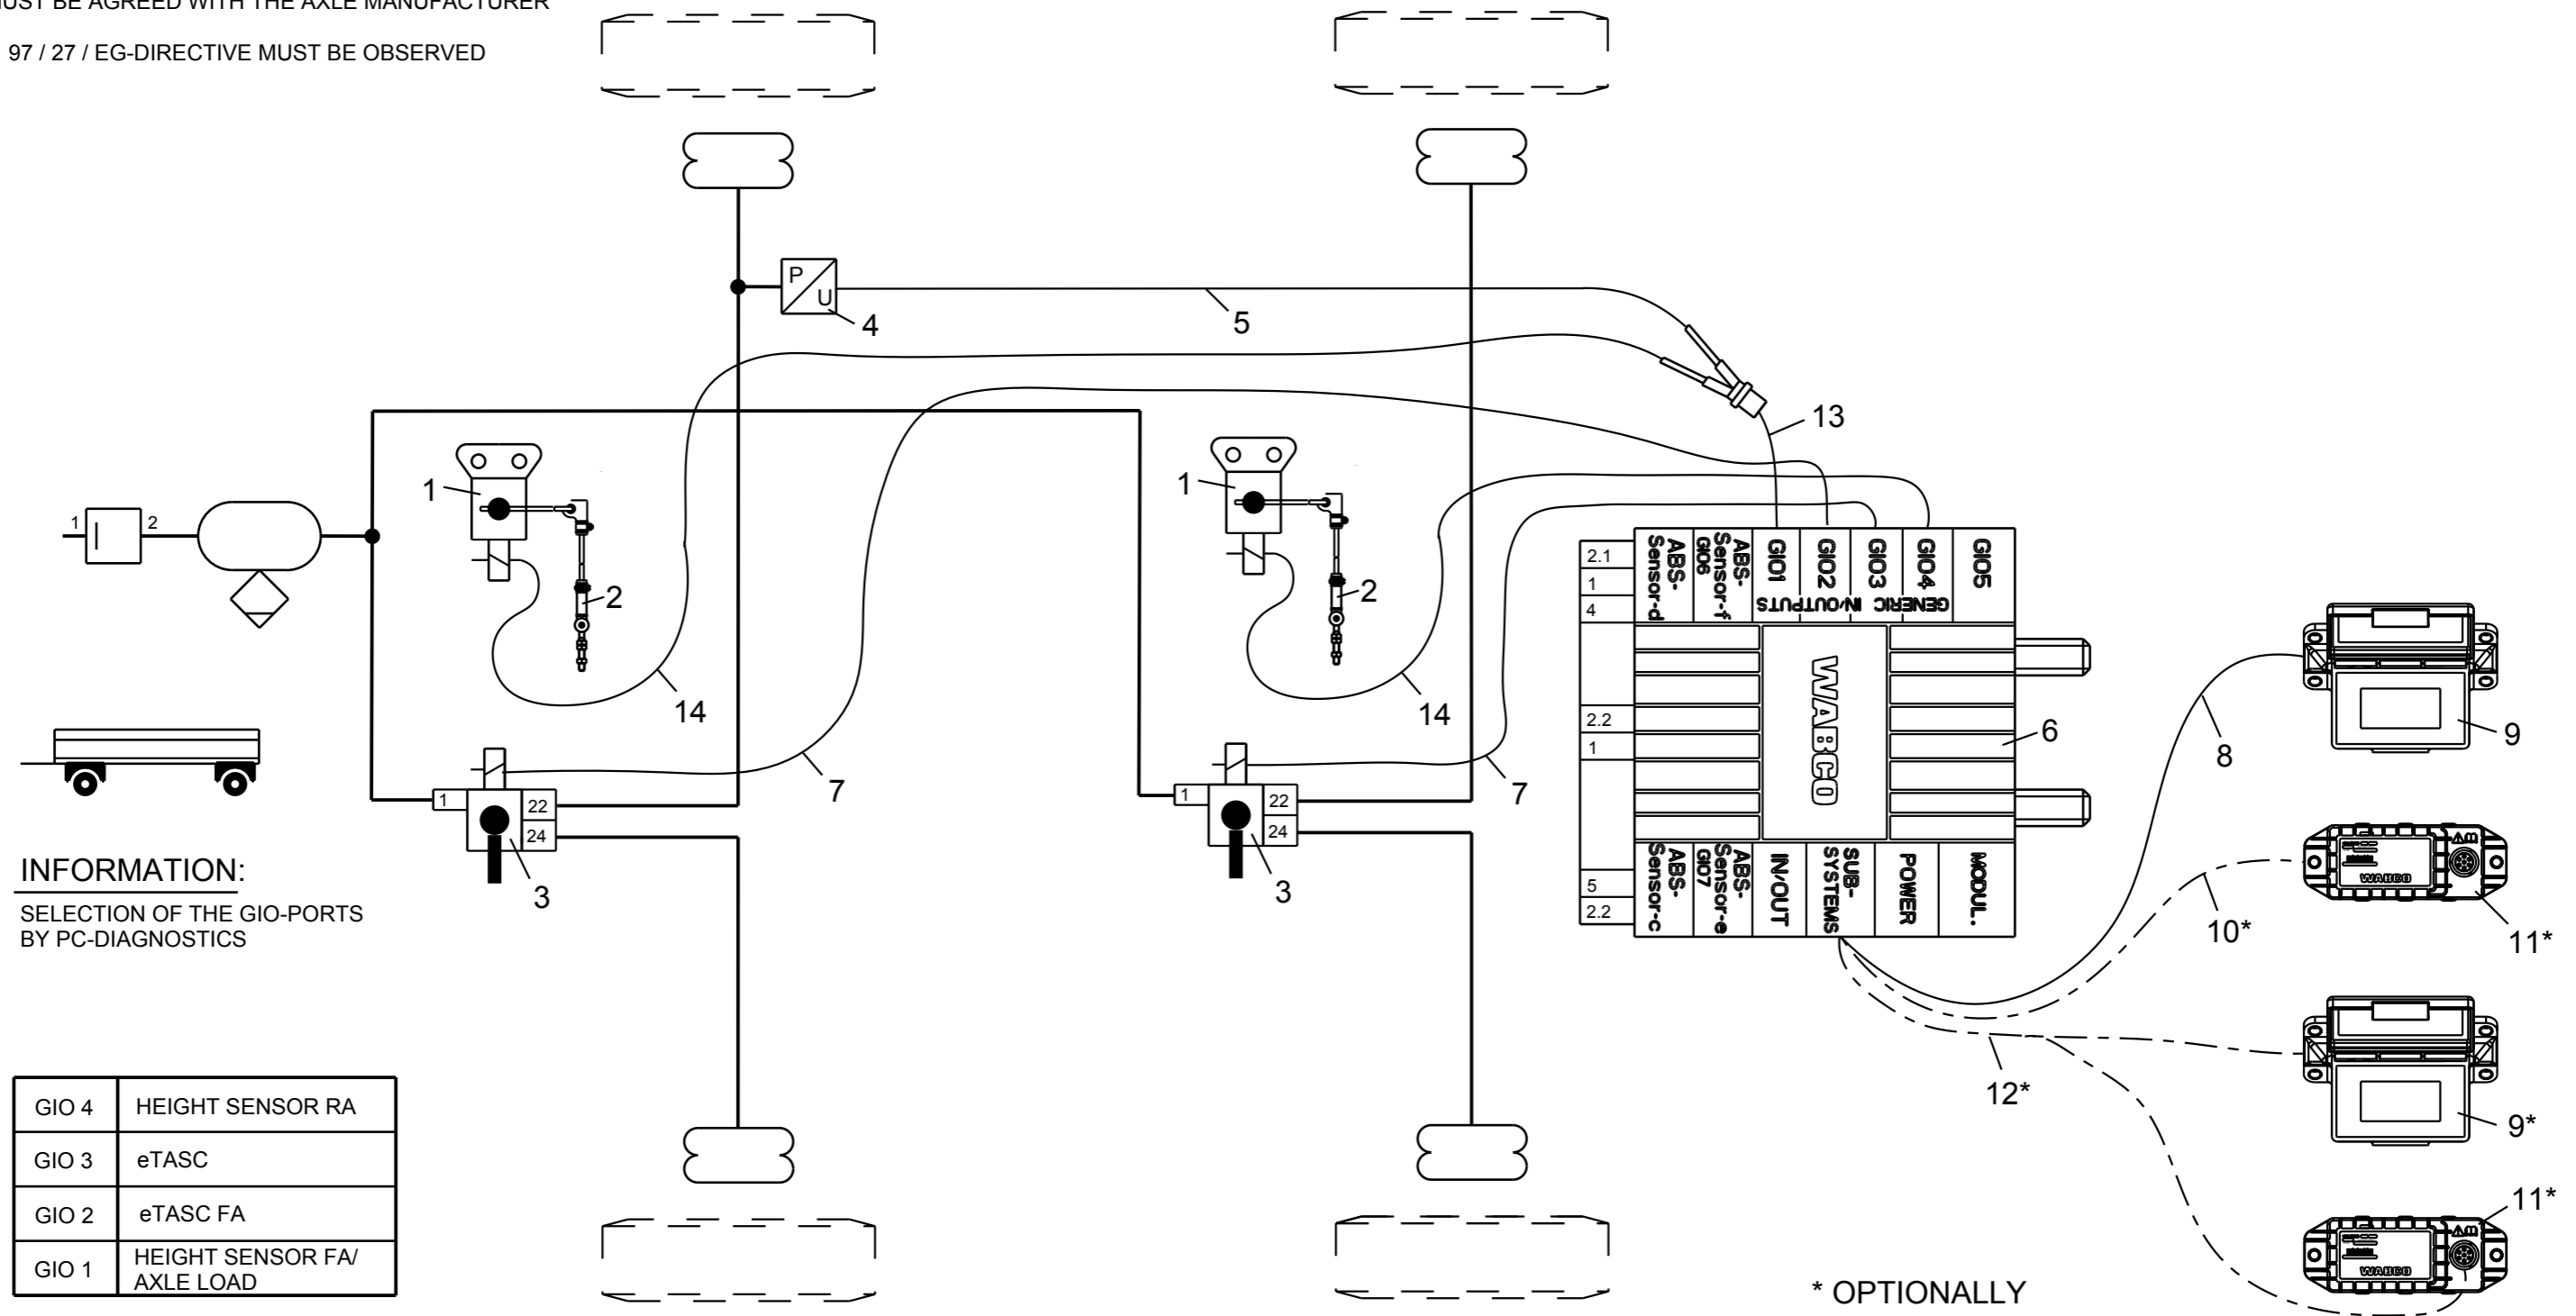 MUST BE AGREED WITH THE AXLE MANUFACTURER
97 / 27 / EG-DIRECTIVE MUST BE OBSERVED
P
U
4
5
13
1
2
1
2
1
2
14
14
7
7
1
22
24
3
1
22
24
3
2.1
1
4
2.2
1
5
2.2
ABS-
Sensor-d
ABS-
Sensor-f
GIO6
GIO1
GIO2
GIO3
GIO4
GIO5
GENERIC IN/OUTPUTS
WABCO
6
ABS-
Sensor-c
ABS-
Sensor-e
GIO7
IN/OUT
SUB-
SYSTEMS
POWER
MODUL.
8
9
10*
WABCO
11*
12*
9*
11*
WABCO
INFORMATION:
SELECTION OF THE GIO-PORTS
BY PC-DIAGNOSTICS
GIO 4 HEIGHT SENSOR RA
GIO 3 eTASC
GIO 2 eTASC FA
GIO 1 HEIGHT SENSOR FA/
AXLE LOAD
* OPTIONALLY